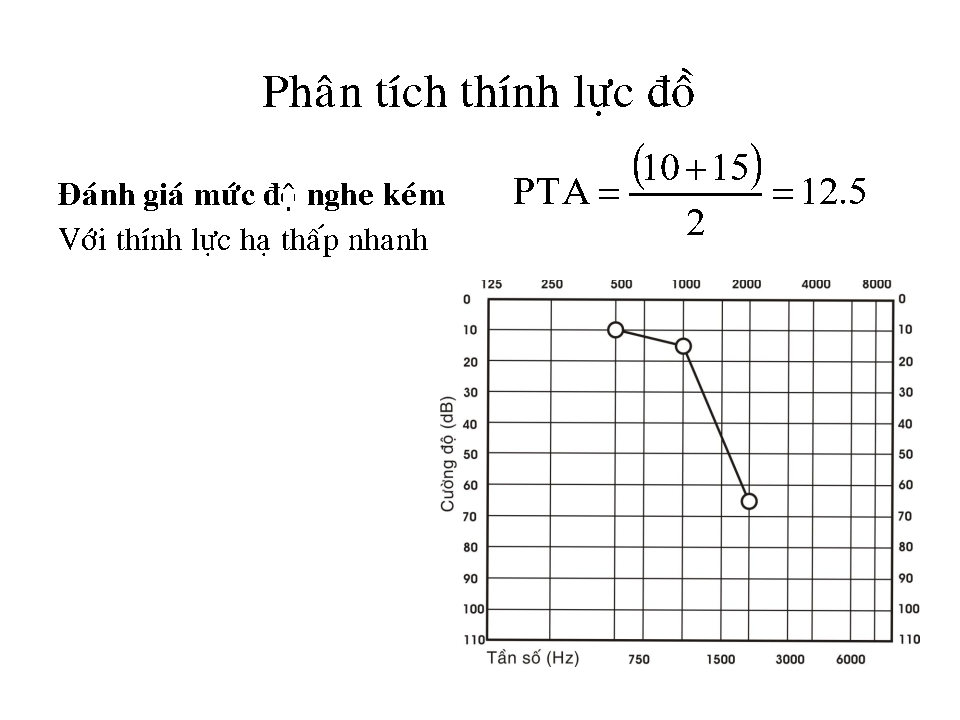 Phân tích thính lực đồ
Đánh giá mức độ nghe kém
Với thính lực hạ thấp nhanh
PTA = (10 + 15) / 2 = 12.5
125 250 500 1000 2000 4000 8000
0 0
10 10
20 20
30 30
40 40
50 50
60 60
70 70
80 80
90 90
100 100
110 110
Cường độ (dB)
Tần số (Hz) 750 1500 3000 6000